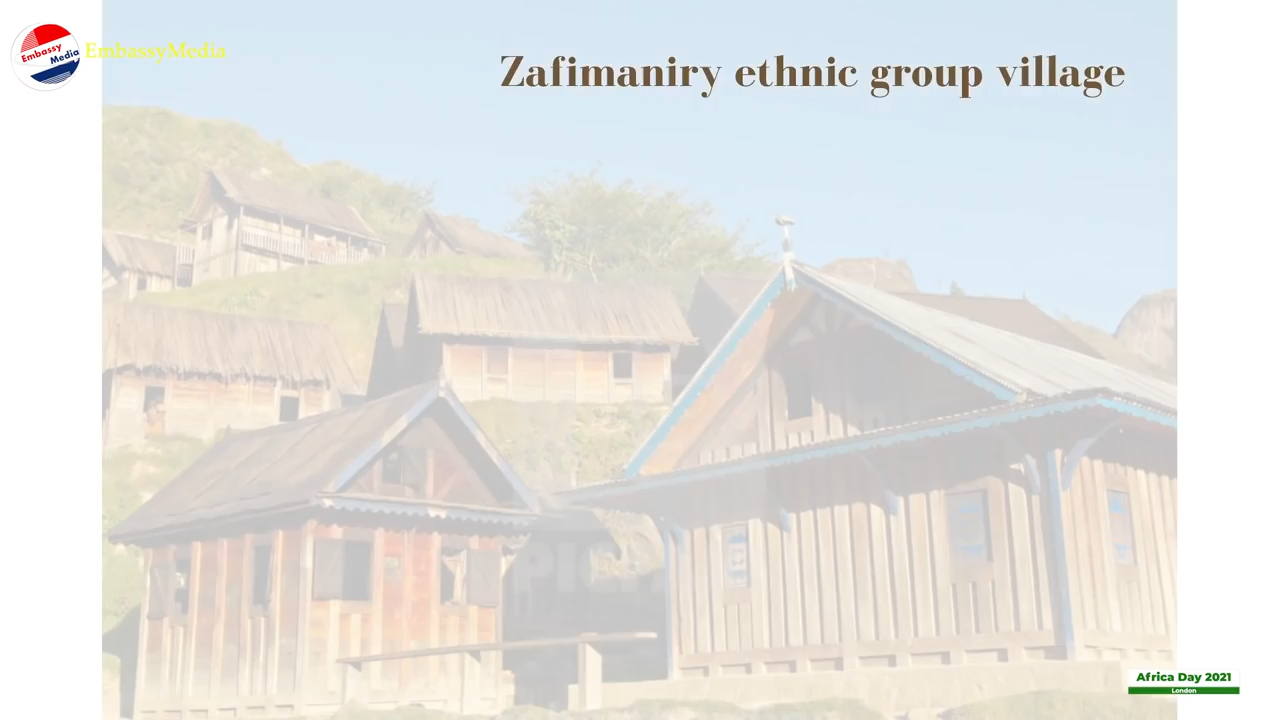 Embassy
Media
EmbassyMedia
Zafimaniry ethnic group village
Africa Day 2021
London